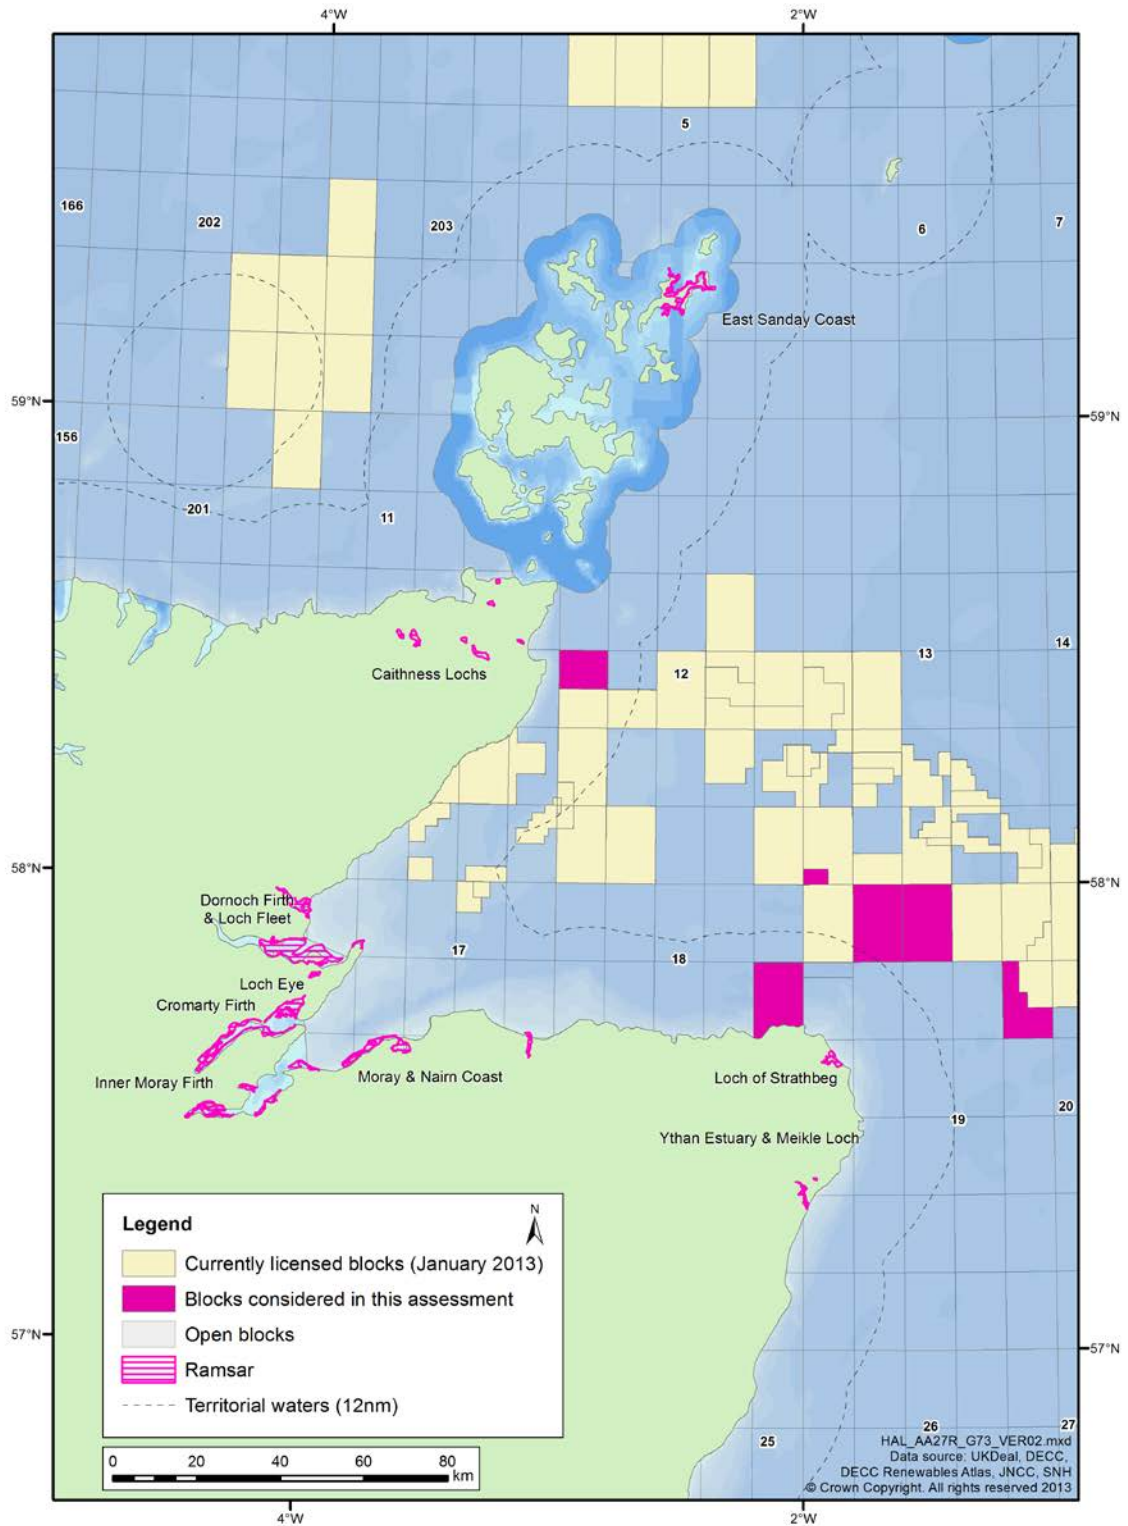 4°W
2°W
5
166
202
203
6
7
East Sanday Coast
59°N
59°N
156
201
11
14
13
12
Caithness Lochs
58°N
58°N
Dornoch Firth
& Loch Fleet
17
18
Loch Eye
Cromarty Firth
Inner Moray Firth
Moray & Nairn Coast
Loch of Strathbeg
19
20
Ythan Estuary & Meikle Loch
Legend
N
Currently licensed blocks (January 2013)
Blocks considered in this assessment
Open blocks
Ramsar
Territorial waters (12nm)
57°N
57°N
0 20 40 60 80
km
25
26
27
HAL_AA27R_G73_VER02.mxd
Data source: UKDeal, DECC,
DECC Renewables Atlas, JNCC, SNH
© Crown Copyright. All rights reserved 2013
4°W
2°W